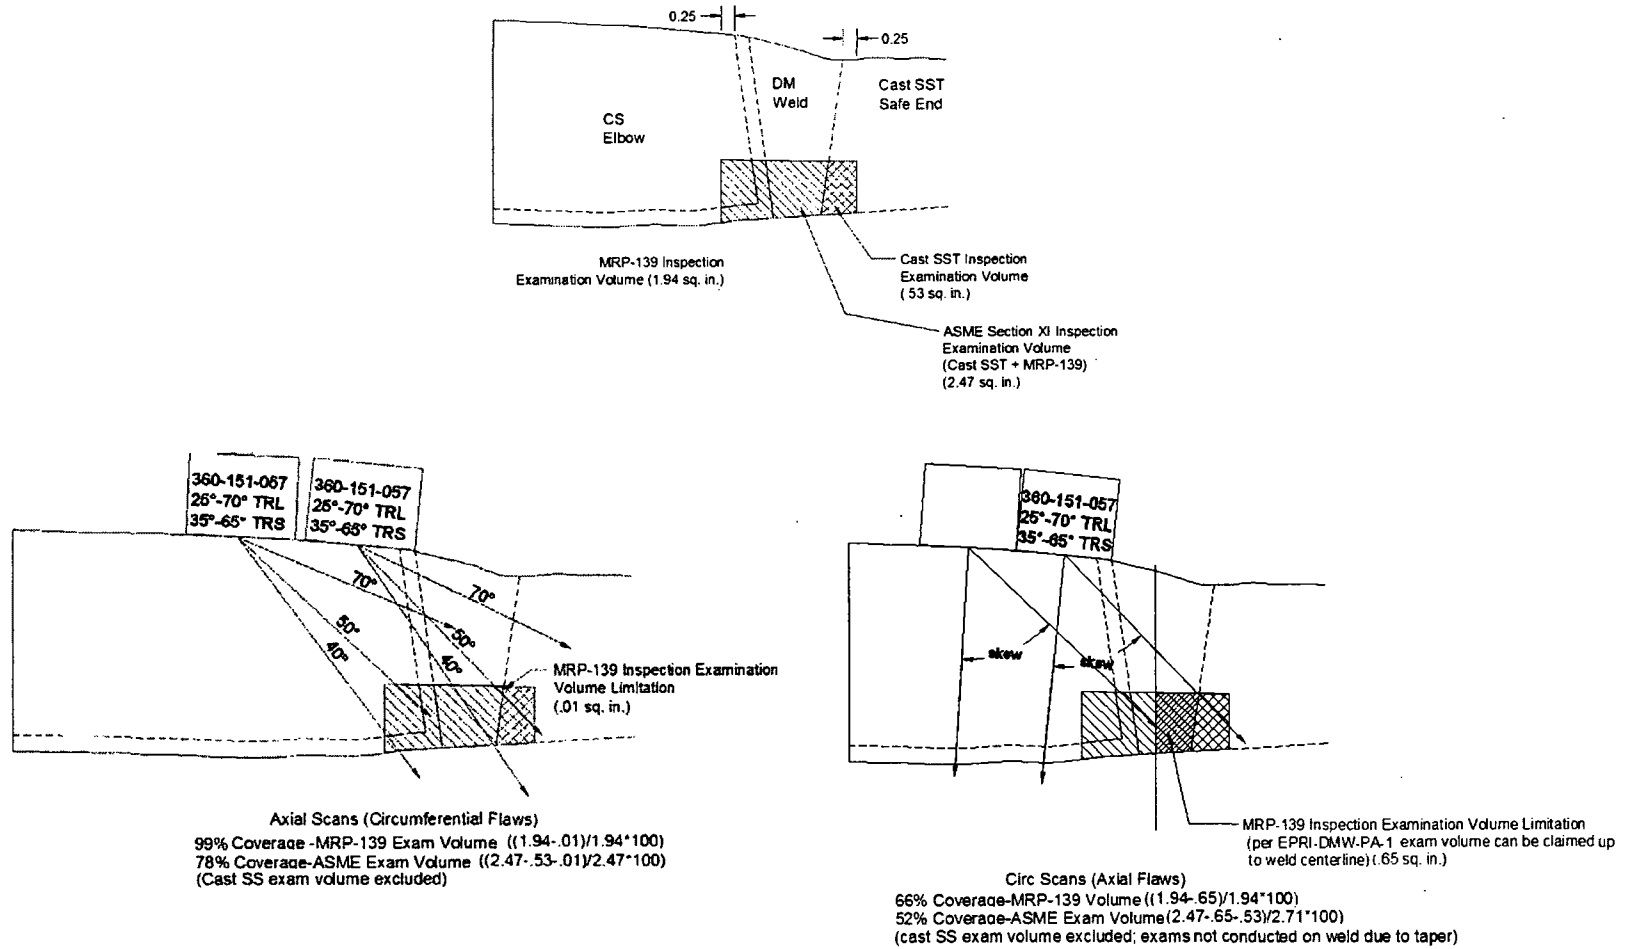 0.25
0.25
DM
Weld
Cast SST
Safe End
CS
Elbow
MRP-139 Inspection
Examination Volume (1.94 sq. in.)
Cast SST Inspection
Examination Volume
(.53 sq. in.)
ASME Section XI Inspection
Examination Volume
(Cast SST + MRP-139)
(2.47 sq. in.)
360-151-057
25°-70° TRL
35°-65° TRS
360-151-057
25°-70° TRL
35°-65° TRS
70°
70°
50°
40°
50°
40°
MRP-139 Inspection Examination
Volume Limitation
(.01 sq. in.)
Axial Scans (Circumferential Flaws)
99% Coverage -MRP-139 Exam Volume ((1.94-.01)/1.94*100)
78% Coverage-ASME Exam Volume ((2.47-.53-.01)/2.47*100)
(Cast SS exam volume excluded)
360-151-057
25°-70° TRL
35°-65° TRS
skew
skew
MRP-139 Inspection Examination Volume Limitation
(per EPRI-DMW-PA-1 exam volume can be claimed up
to weld centerline) (.65 sq. in.)
Circ Scans (Axial Flaws)
66% Coverage-MRP-139 Volume ((1.94-.65)/1.94*100)
52% Coverage-ASME Exam Volume (2.47-.65-.53)/2.71*100)
(cast SS exam volume excluded; exams not conducted on weld due to taper)